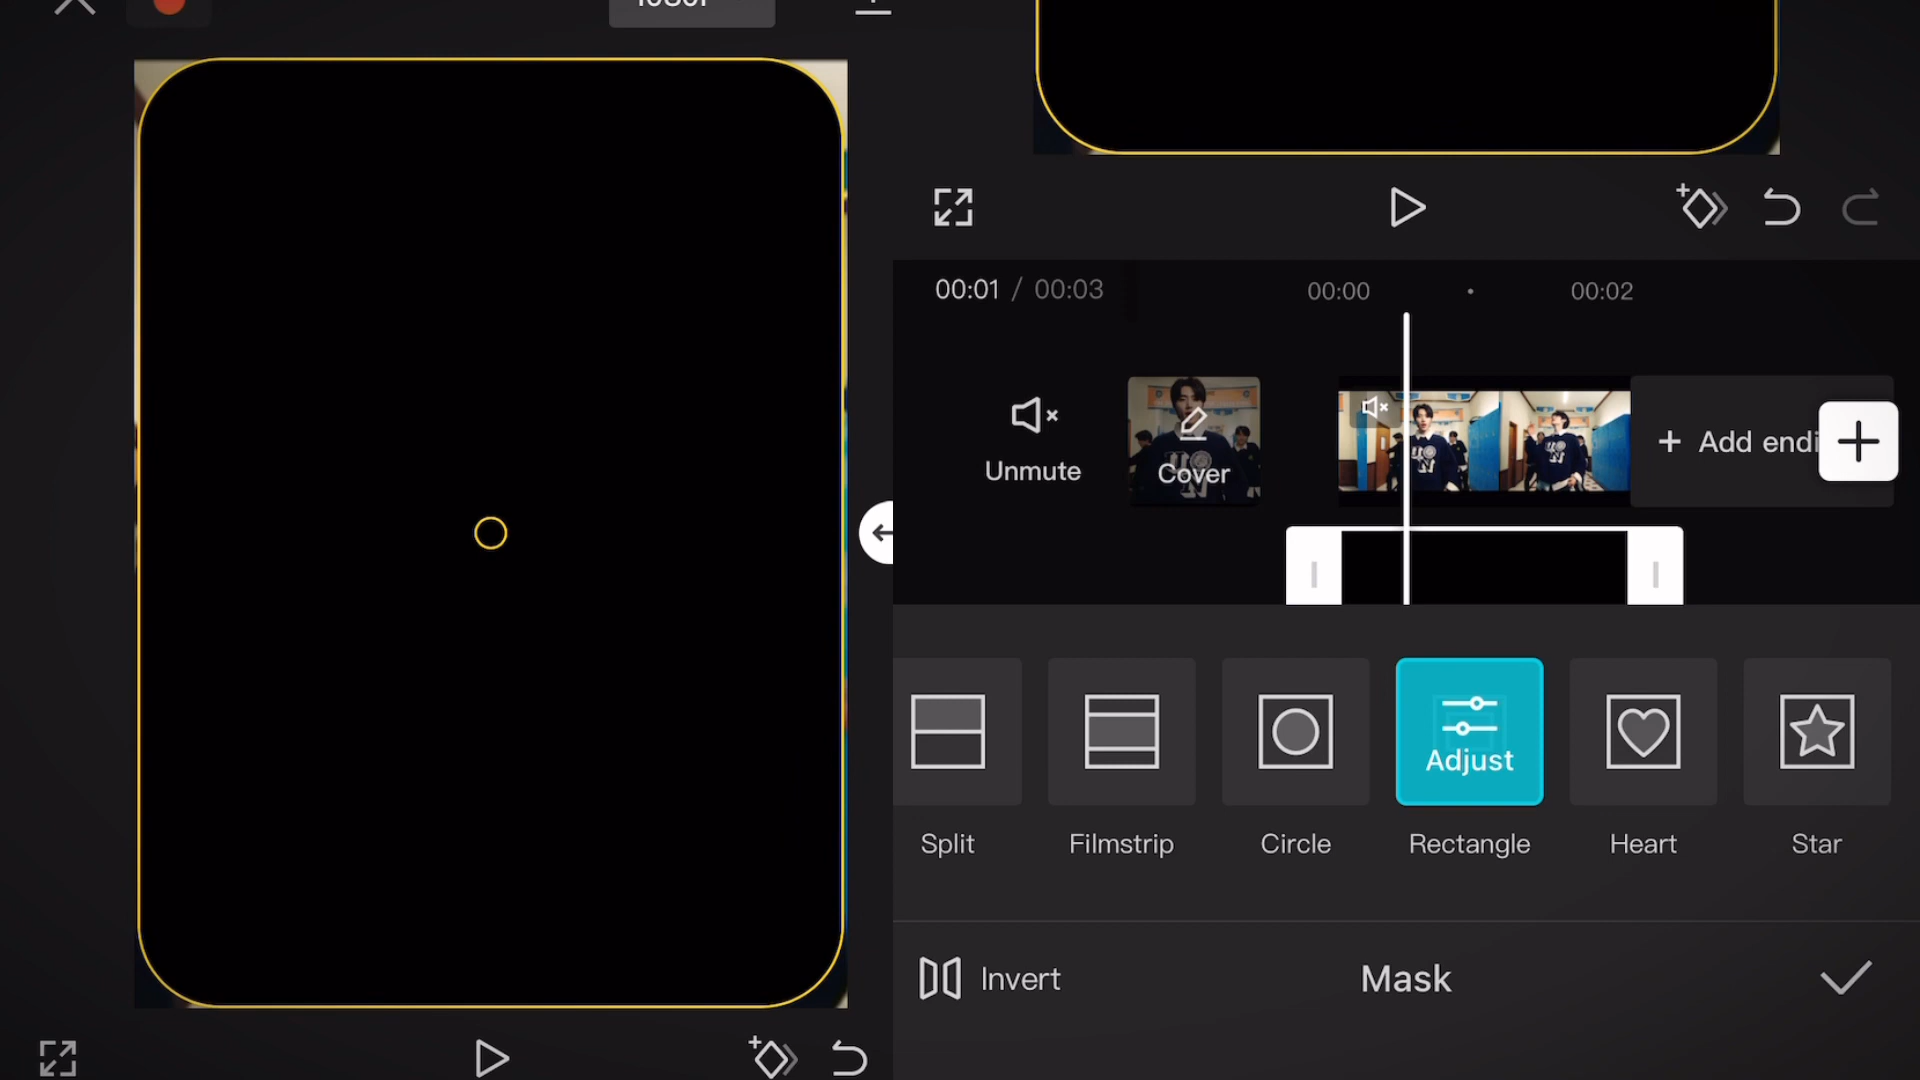 1080P
00:01 / 00:03
00:00
00:02
Unmute
Cover
+ Add endi
Adjust
Split
Filmstrip
Circle
Rectangle
Heart
Star
Invert
Mask